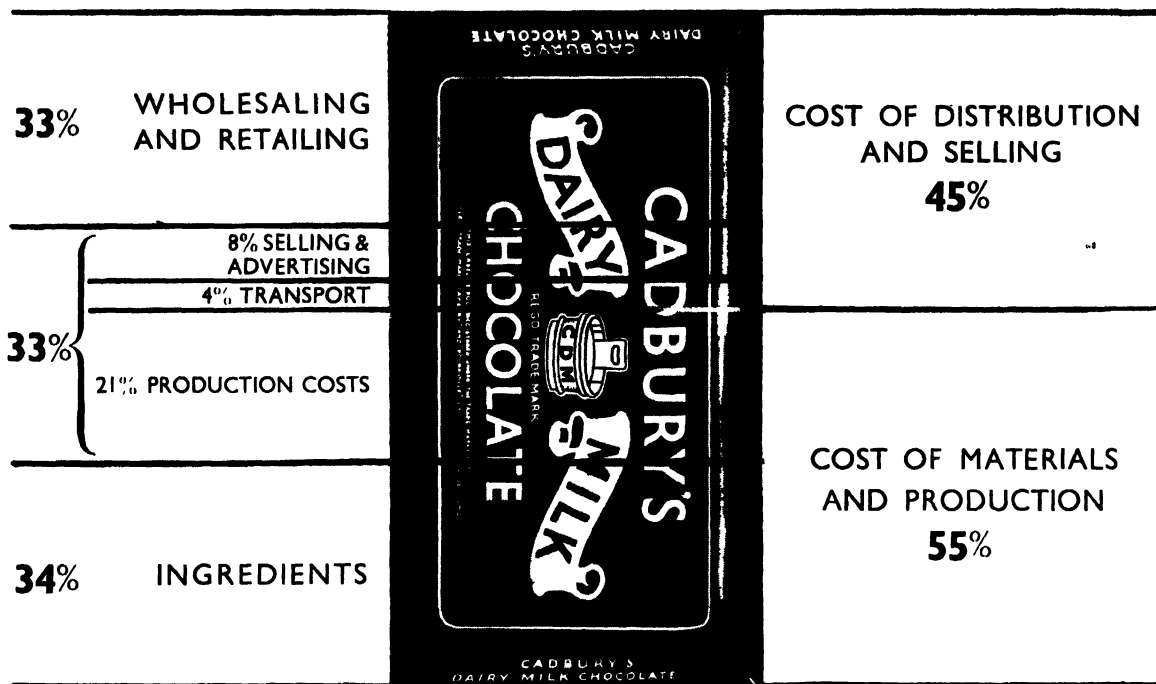 33% WHOLESALING
AND RETAILING
8% SELLING &
ADVERTISING
4% TRANSPORT
33%
21% PRODUCTION COSTS
34% INGREDIENTS
CADBURY'S
DAIRY MILK CHOCOLATE
CADBURY'S
DAIRY MILK
CHOCOLATE
REGD TRADE MARK
CDM
CADBURY'S
DAIRY MILK CHOCOLATE
COST OF DISTRIBUTION
AND SELLING
45%
COST OF MATERIALS
AND PRODUCTION
55%